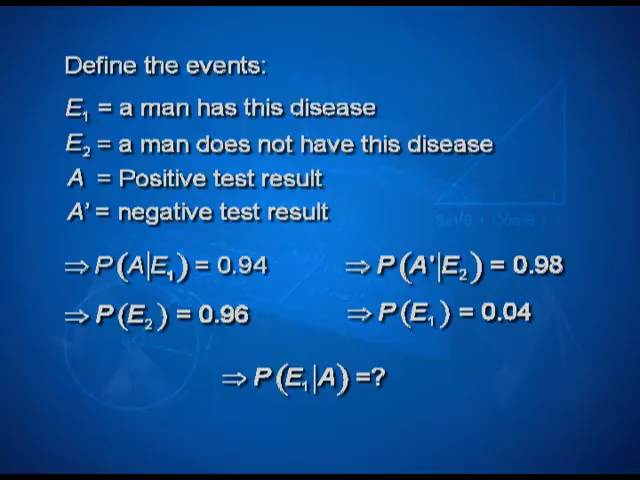 Define the events:
E₁ = a man has this disease
E₂ = a man does not have this disease
A = Positive test result
A' = negative test result
⇒ P(A|E₁) = 0.94 ⇒ P(A'|E₂) = 0.98
⇒ P(E₂) = 0.96 ⇒ P(E₁) = 0.04
⇒ P(E₁|A) =?